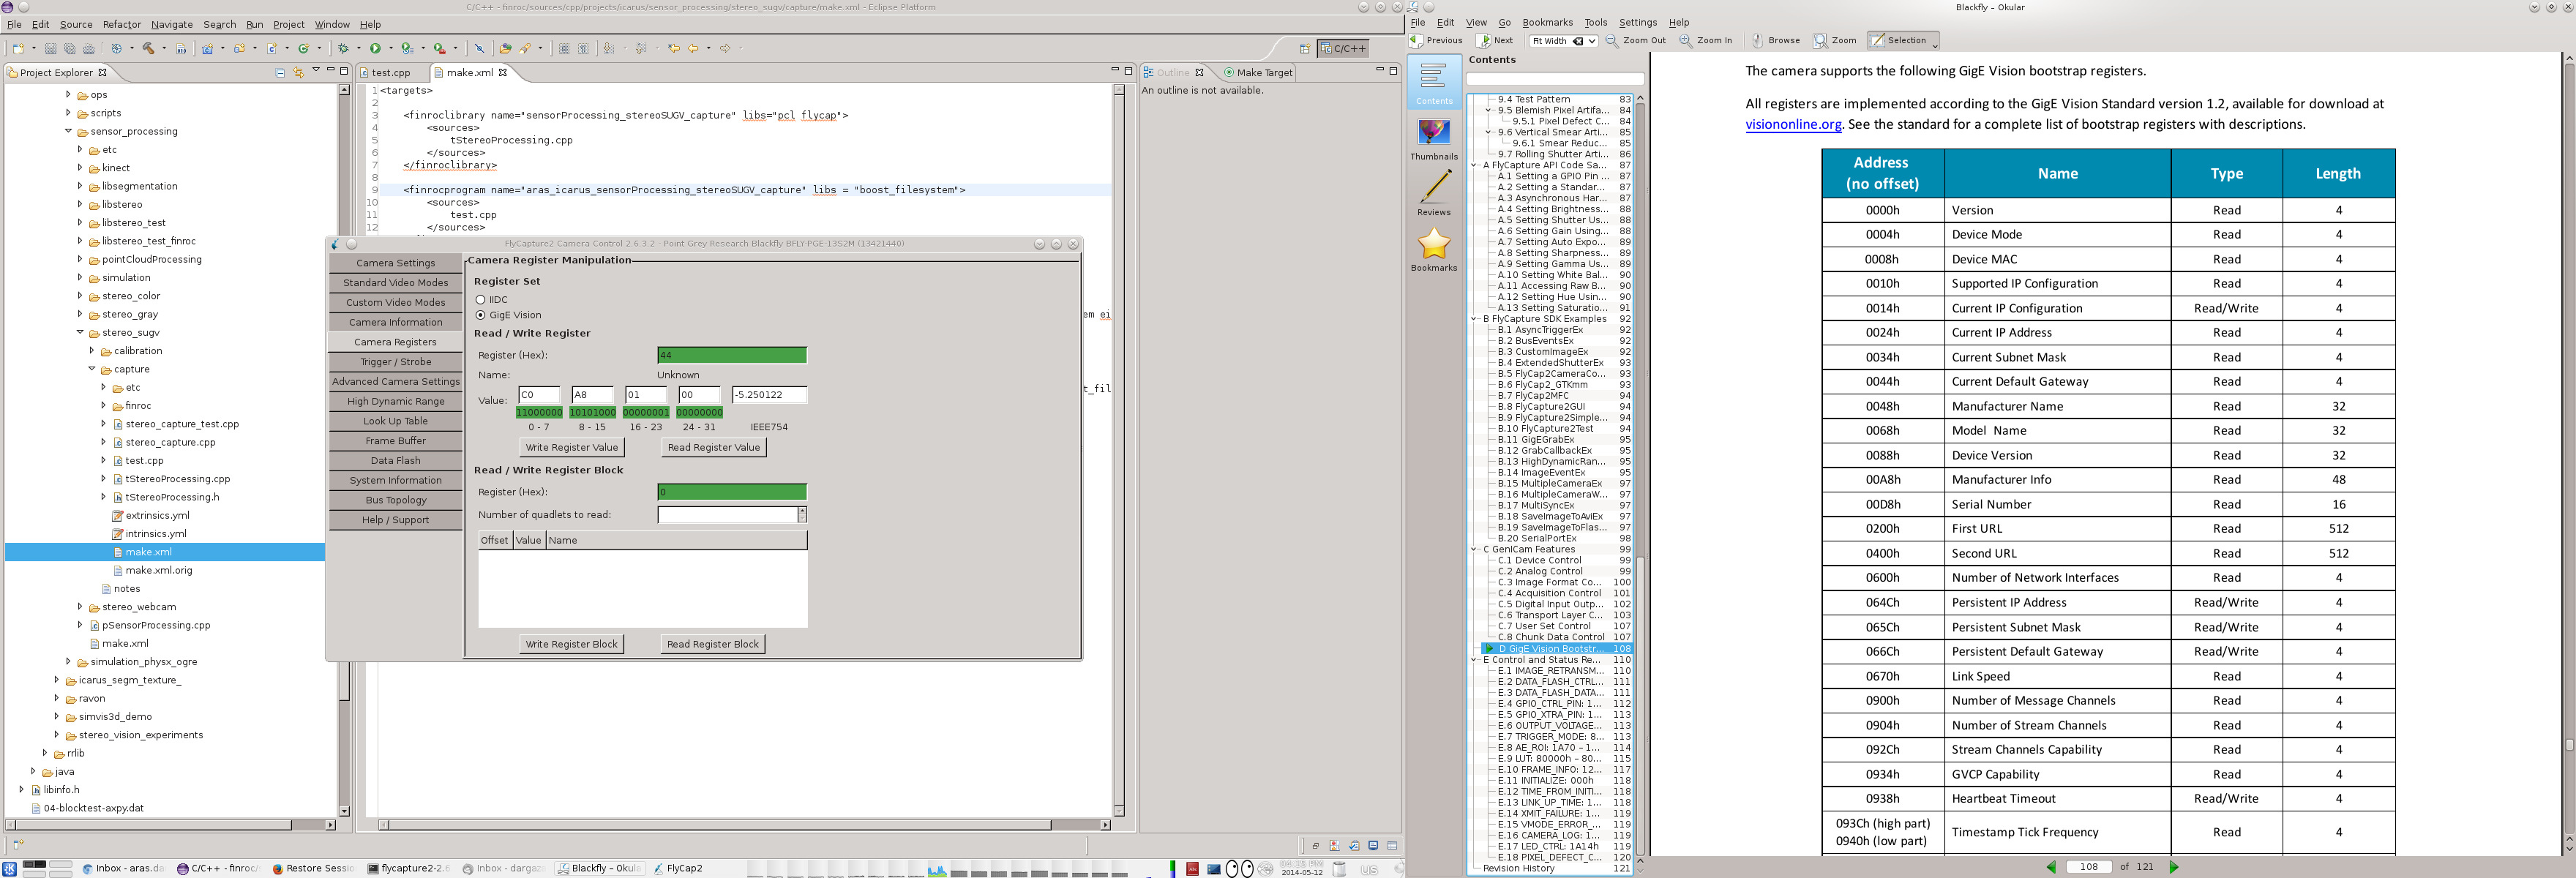 C/C++ - finroc/sources/cpp/projects/icarus/sensor_processing/stereo_sugv/capture/make.xml - Eclipse Platform
File Edit Source Refactor Navigate Search Run Project Window Help
C/C++
Project Explorer
ops
scripts
sensor_processing
etc
kinect
libsegmentation
libstereo
libstereo_test
libstereo_test_finroc
pointCloudProcessing
simulation
stereo_color
stereo_gray
stereo_sugv
calibration
capture
etc
finroc
stereo_capture_test.cpp
stereo_capture.cpp
test.cpp
tStereoProcessing.cpp
tStereoProcessing.h
extrinsics.yml
intrinsics.yml
make.xml
make.xml.orig
notes
stereo_webcam
pSensorProcessing.cpp
make.xml
simulation_physx_ogre
icarus_segm_texture_
ravon
simvis3d_demo
stereo_vision_experiments
rrlib
java
libinfo.h
04-blocktest-axpy.dat
test.cpp make.xml
1 <targets>
2
3 <finroclibrary name="sensorProcessing_stereoSUGV_capture" libs="pcl flycap">
4 <sources>
5 tStereoProcessing.cpp
6 </sources>
7 </finroclibrary>
8
9 <finrocprogram name="aras_icarus_sensorProcessing_stereoSUGV_capture" libs = "boost_filesystem">
10 <sources>
11 test.cpp
12 </sources>
em ei
t_fil
Outline Make Target
An outline is not available.
FlyCapture2 Camera Control 2.6.3.2 - Point Grey Research Blackfly BFLY-PGE-13S2M (13421440)
Camera Settings
Standard Video Modes
Custom Video Modes
Camera Information
Camera Registers
Trigger / Strobe
Advanced Camera Settings
High Dynamic Range
Look Up Table
Frame Buffer
Data Flash
System Information
Bus Topology
Help / Support
Camera Register Manipulation
Register Set
IIDC
GigE Vision
Read / Write Register
Register (Hex): 44
Name: Unknown
Value: C0 A8 01 00 -5.250122
11000000 10101000 00000001 00000000
0 - 7 8 - 15 16 - 23 24 - 31 IEEE754
Write Register Value Read Register Value
Read / Write Register Block
Register (Hex): 0
Number of quadlets to read:
Offset Value Name
Write Register Block Read Register Block
Inbox - aras.da C/C++ - finroc/ Restore Sessi flycapture2-2.6 Inbox - dargaz Blackfly – Okula FlyCap2
2014-05-12
us
Blackfly – Okular
File Edit View Go Bookmarks Tools Settings Help
Previous Next Fit Width Zoom Out Zoom In Browse Zoom Selection
Contents
Thumbnails
Reviews
Bookmarks
Contents
9.4 Test Pattern 83
9.5 Blemish Pixel Artifa... 84
9.5.1 Pixel Defect C... 84
9.6 Vertical Smear Arti... 85
9.6.1 Smear Reduc... 85
9.7 Rolling Shutter Arti... 86
A FlyCapture API Code Sa... 87
A.1 Setting a GPIO Pin ... 87
A.2 Setting a Standar... 87
A.3 Asynchronous Har... 87
A.4 Setting Brightness... 88
A.5 Setting Shutter Us... 88
A.6 Setting Gain Using... 88
A.7 Setting Auto Expo... 89
A.8 Setting Sharpness... 89
A.9 Setting Gamma Us... 89
A.10 Setting White Bal... 90
A.11 Accessing Raw B... 90
A.12 Setting Hue Usin... 90
A.13 Setting Saturatio... 91
B FlyCapture SDK Examples 92
B.1 AsyncTriggerEx 92
B.2 BusEventsEx 92
B.3 CustomImageEx 92
B.4 ExtendedShutterEx 93
B.5 FlyCap2CameraCo... 93
B.6 FlyCap2_GTKmm 93
B.7 FlyCap2MFC 94
B.8 FlyCapture2GUI 94
B.9 FlyCapture2Simple... 94
B.10 FlyCapture2Test 94
B.11 GigEGrabEx 95
B.12 GrabCallbackEx 95
B.13 HighDynamicRan... 95
B.14 ImageEventEx 96
B.15 MultipleCameraEx 96
B.16 MultipleCameraW... 97
B.17 MultiSyncEx 97
B.18 SaveImageToAviEx 97
B.19 SaveImageToFlas... 97
B.20 SerialPortEx 98
C GenICam Features 99
C.1 Device Control 99
C.2 Analog Control 99
C.3 Image Format Co... 100
C.4 Acquisition Control 101
C.5 Digital Input Outp... 102
C.6 Transport Layer C... 103
C.7 User Set Control 107
C.8 Chunk Data Control 107
D GigE Vision Bootstr... 108
E Control and Status Re... 110
E.1 IMAGE_RETRANSM... 110
E.2 DATA_FLASH_CTRL... 111
E.3 DATA_FLASH_DATA... 111
E.4 GPIO_CTRL_PIN: 1... 112
E.5 GPIO_XTRA_PIN: 1... 113
E.6 OUTPUT_VOLTAGE... 113
E.7 TRIGGER_MODE: 8... 113
E.8 AE_ROI: 1A70 – 1... 114
E.9 LUT: 80000h – 80... 115
E.10 FRAME_INFO: 12... 117
E.11 INITIALIZE: 000h 118
E.12 TIME_FROM_INITI... 118
E.13 LINK_UP_TIME: 1... 118
E.14 XMIT_FAILURE: 1... 119
E.15 VMODE_ERROR_... 119
E.16 CAMERA_LOG: 1... 119
E.17 LED_CTRL: 1A14h 119
E.18 PIXEL_DEFECT_C... 120
Revision History 121
The camera supports the following GigE Vision bootstrap registers.
All registers are implemented according to the GigE Vision Standard version 1.2, available for download at
visiononline.org. See the standard for a complete list of bootstrap registers with descriptions.
Address (no offset) Name Type Length
0000h Version Read 4
0004h Device Mode Read 4
0008h Device MAC Read 4
0010h Supported IP Configuration Read 4
0014h Current IP Configuration Read/Write 4
0024h Current IP Address Read 4
0034h Current Subnet Mask Read 4
0044h Current Default Gateway Read 4
0048h Manufacturer Name Read 32
0068h Model Name Read 32
0088h Device Version Read 32
00A8h Manufacturer Info Read 48
00D8h Serial Number Read 16
0200h First URL Read 512
0400h Second URL Read 512
0600h Number of Network Interfaces Read 4
064Ch Persistent IP Address Read/Write 4
065Ch Persistent Subnet Mask Read/Write 4
066Ch Persistent Default Gateway Read/Write 4
0670h Link Speed Read 4
0900h Number of Message Channels Read 4
0904h Number of Stream Channels Read 4
092Ch Stream Channels Capability Read 4
0934h GVCP Capability Read 4
0938h Heartbeat Timeout Read/Write 4
093Ch (high part)
0940h (low part) Timestamp Tick Frequency Read 4
108 of 121